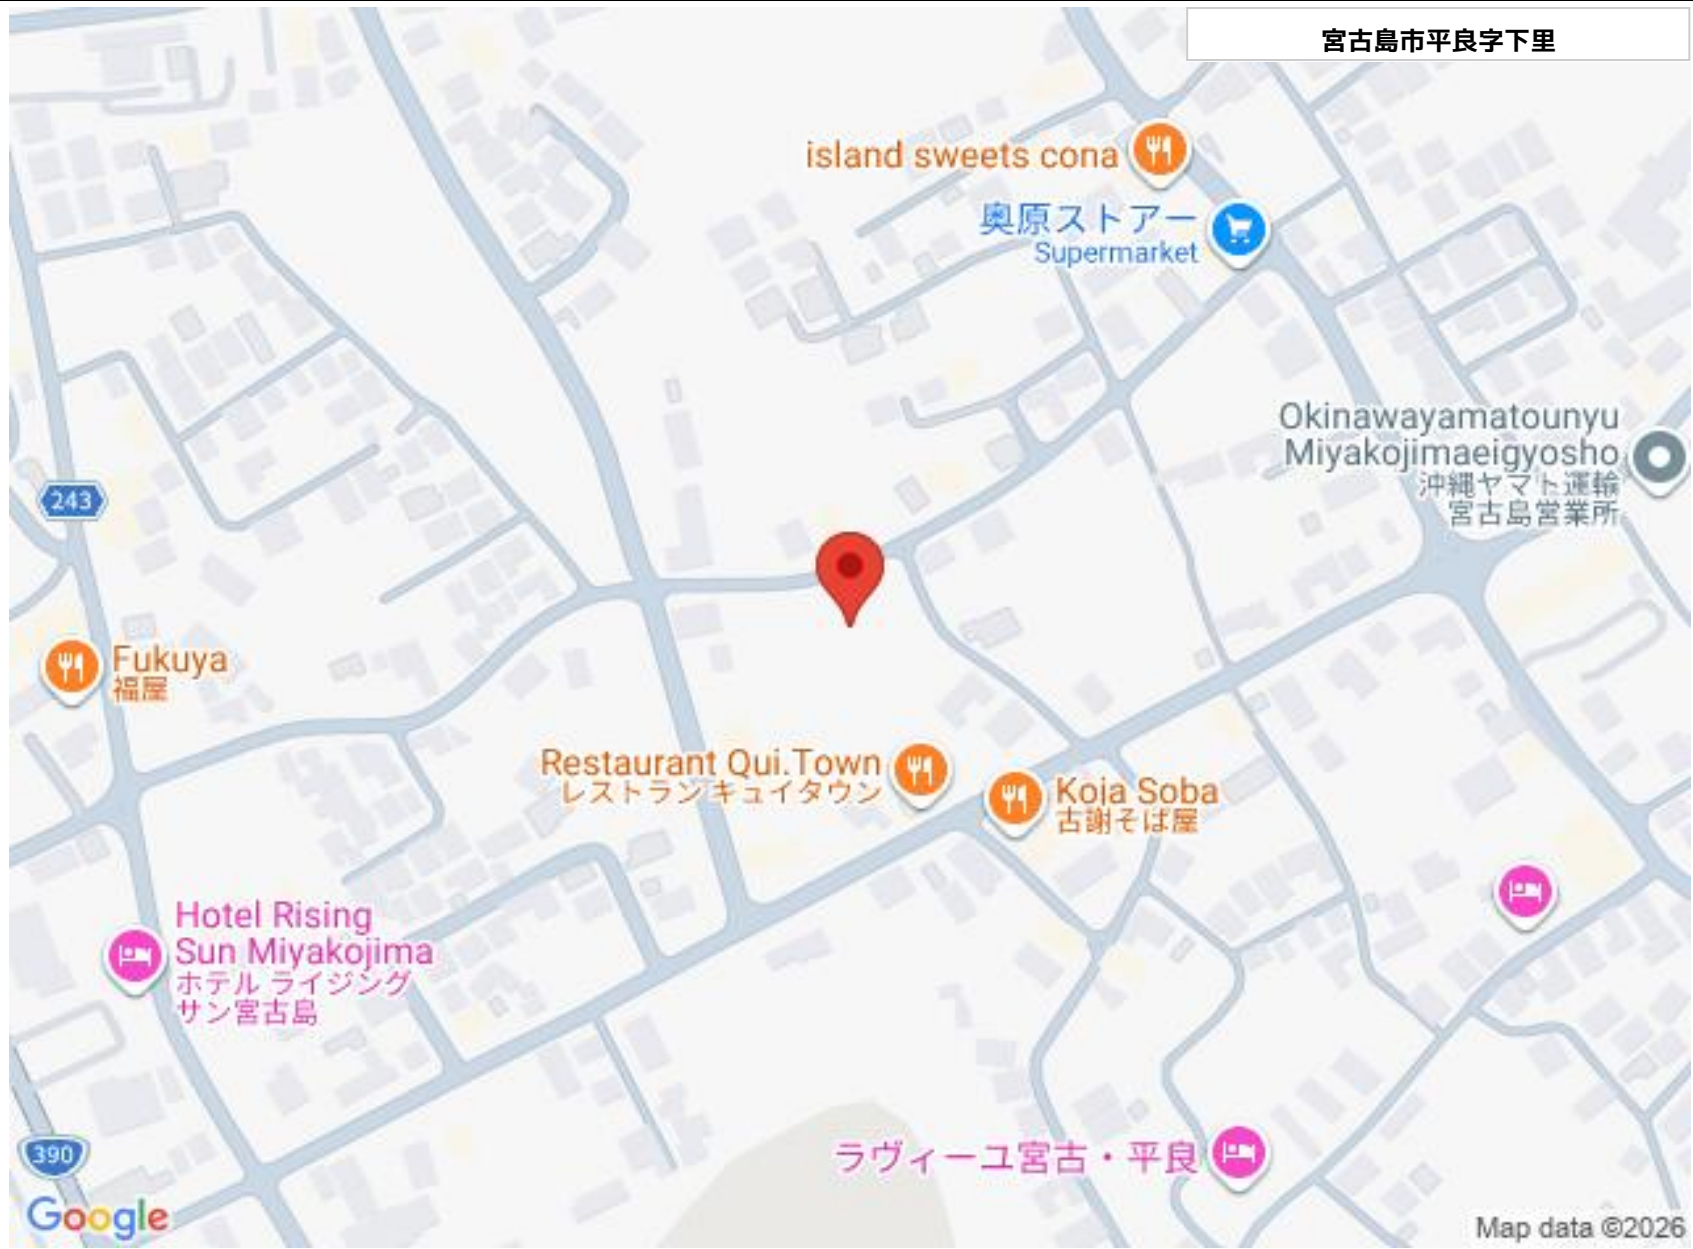 宮古島市平良字下里
island sweets cona
奥原ストアー
Supermarket
Okinawayamatounyu
Miyakojimaeigyosho
沖縄ヤマト運輸
宮古島営業所
243
Fukuya
福屋
Restaurant Qui.Town
レストラン キュイタウン
Koja Soba
古謝そば屋
Hotel Rising
Sun Miyakojima
ホテル ライジング
サン宮古島
390
ラヴィーユ宮古・平良
Google
Map data ©2026